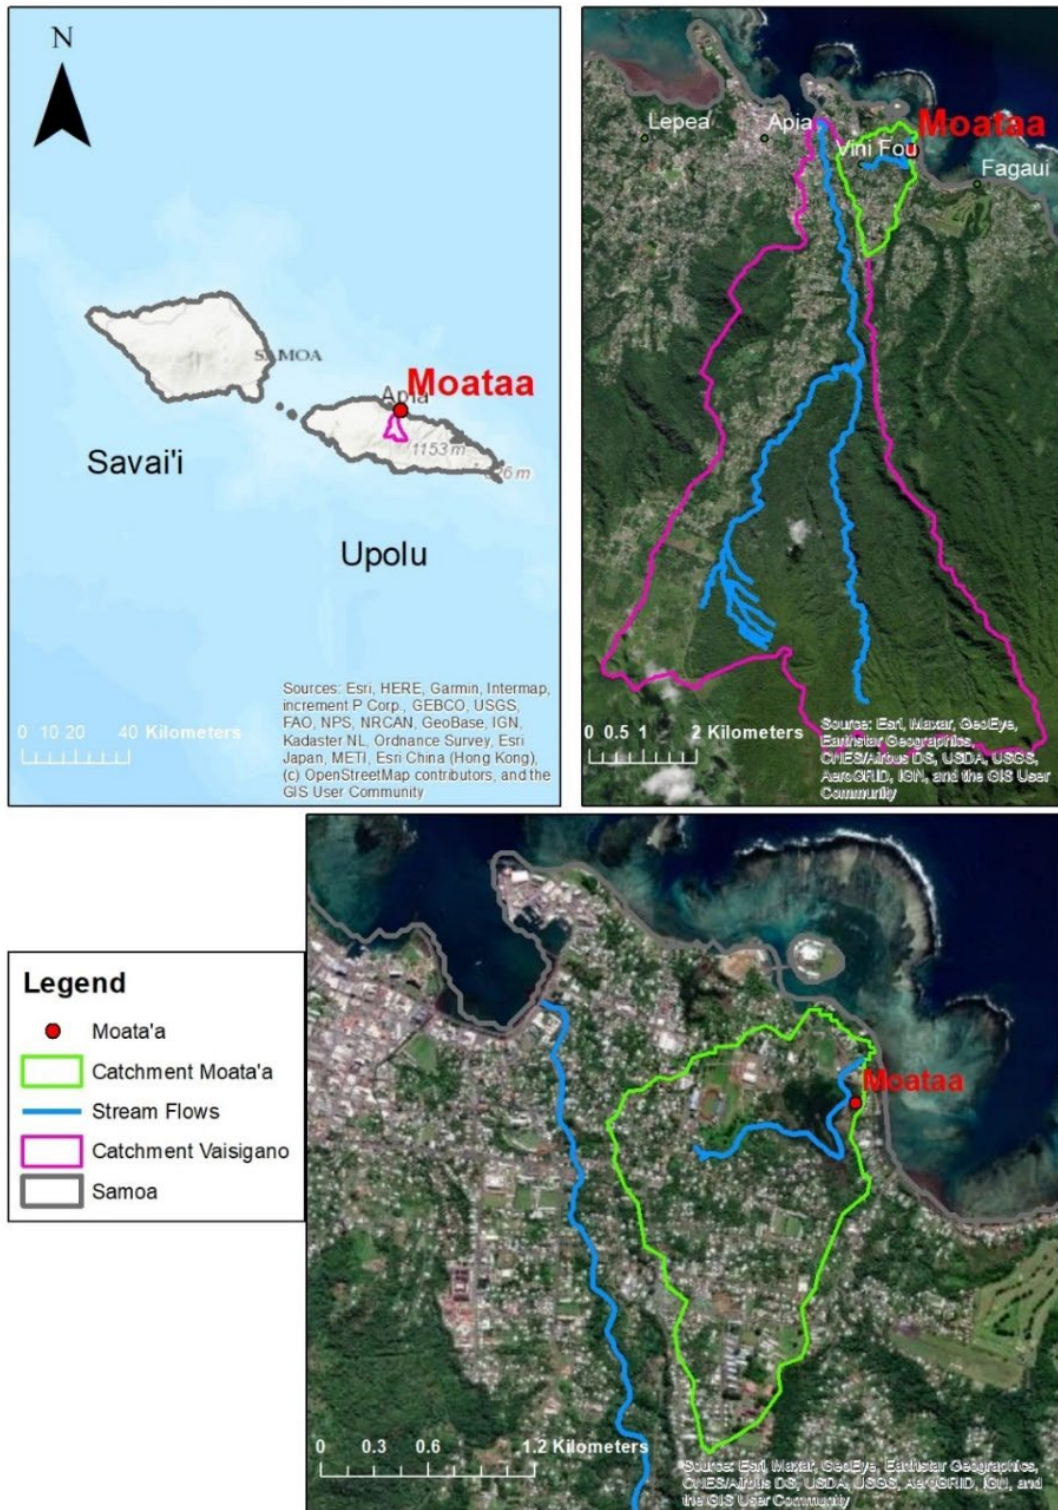 N
SAMOA
Apia
Moataa
1153 m
Savai'i
Upolu
Sources: Esri, HERE, Garmin, Intermap,
increment P Corp., GEBCO, USGS,
FAO, NPS, NRCAN, GeoBase, IGN,
Kadaster NL, Ordnance Survey, Esri
Japan, METI, Esri China (Hong Kong),
(c) OpenStreetMap contributors, and the
GIS User Community
0 10 20 40 Kilometers
Lepea
Apia
Moataa
Vini Fou
Fagaui
Source: Esri, Maxar, GeoEye,
Earthstar Geographics,
CNES/Airbus DS, USDA, USGS,
AeroGRID, IGN, and the GIS User
Community
0 0.5 1 2 Kilometers
Legend
Moata'a
Catchment Moata'a
Stream Flows
Catchment Vaisigano
Samoa
Moataa
0 0.3 0.6 1.2 Kilometers
Source: Esri, Maxar, GeoEye, Earthstar Geographics,
CNES/Airbus DS, USDA, USGS, AeroGRID, IGN, and
the GIS User Community